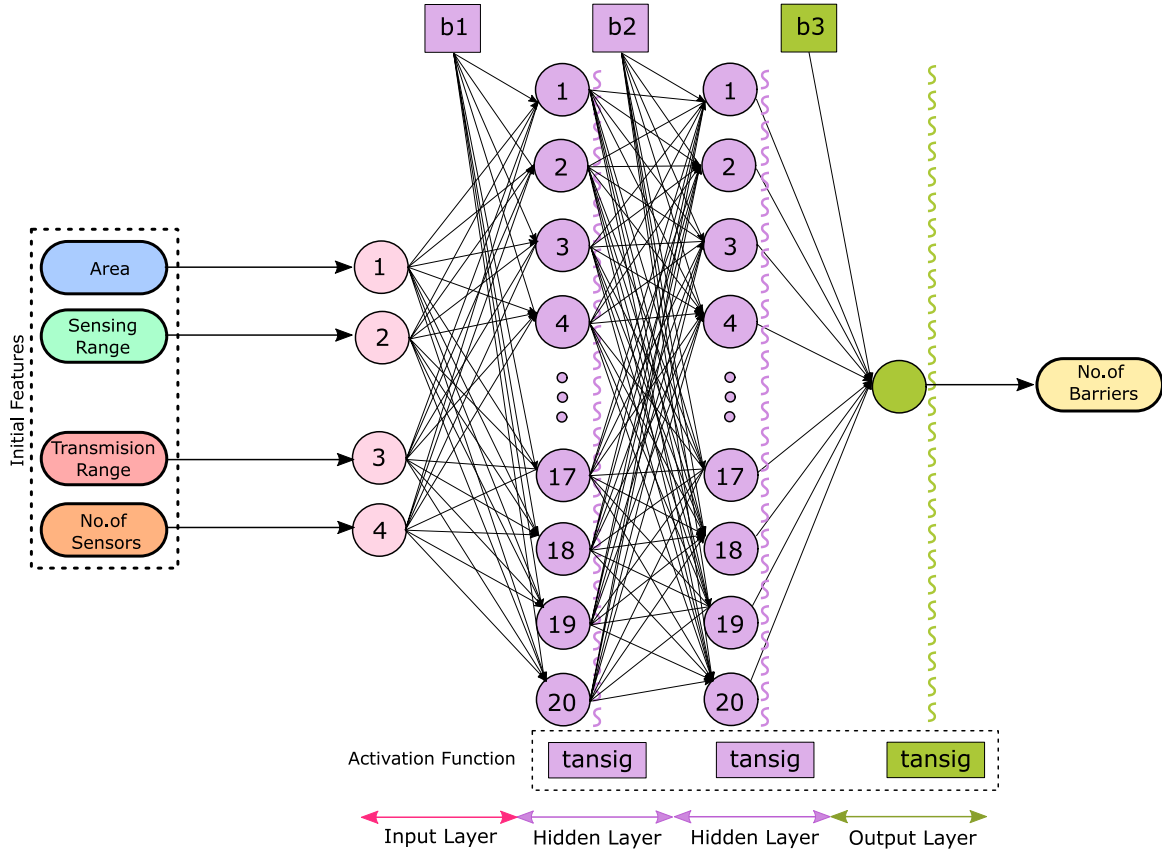 b1
b2
b3
1
2
3
4
17
18
19
20
1
2
3
4
17
18
19
20
Initial Features
Area
Sensing
Range
Transmision
Range
No.of
Sensors
1
2
3
4
No.of
Barriers
Activation Function
tansig
tansig
tansig
Input Layer
Hidden Layer
Hidden Layer
Output Layer